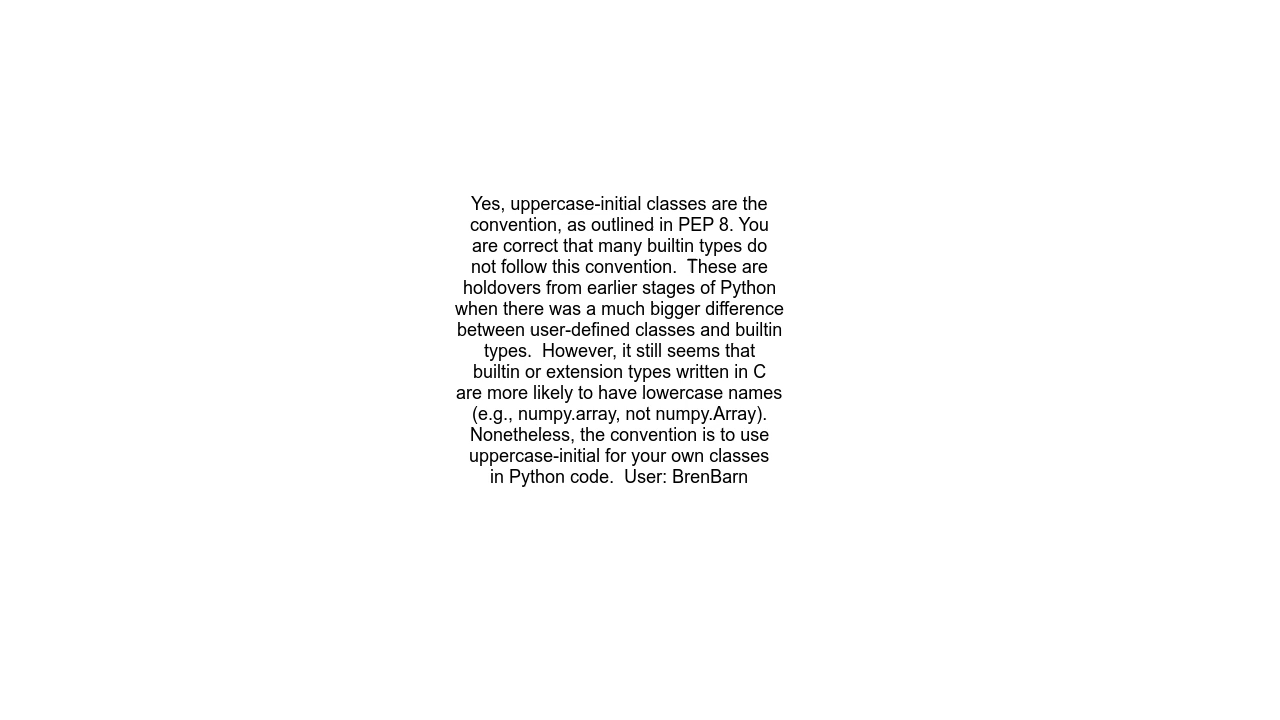 Yes, uppercase-initial classes are the
convention, as outlined in PEP 8. You
are correct that many builtin types do
not follow this convention.  These are
holdovers from earlier stages of Python
when there was a much bigger difference
between user-defined classes and builtin
types.  However, it still seems that
builtin or extension types written in C
are more likely to have lowercase names
(e.g., numpy.array, not numpy.Array).
Nonetheless, the convention is to use
uppercase-initial for your own classes
in Python code.  User: BrenBarn